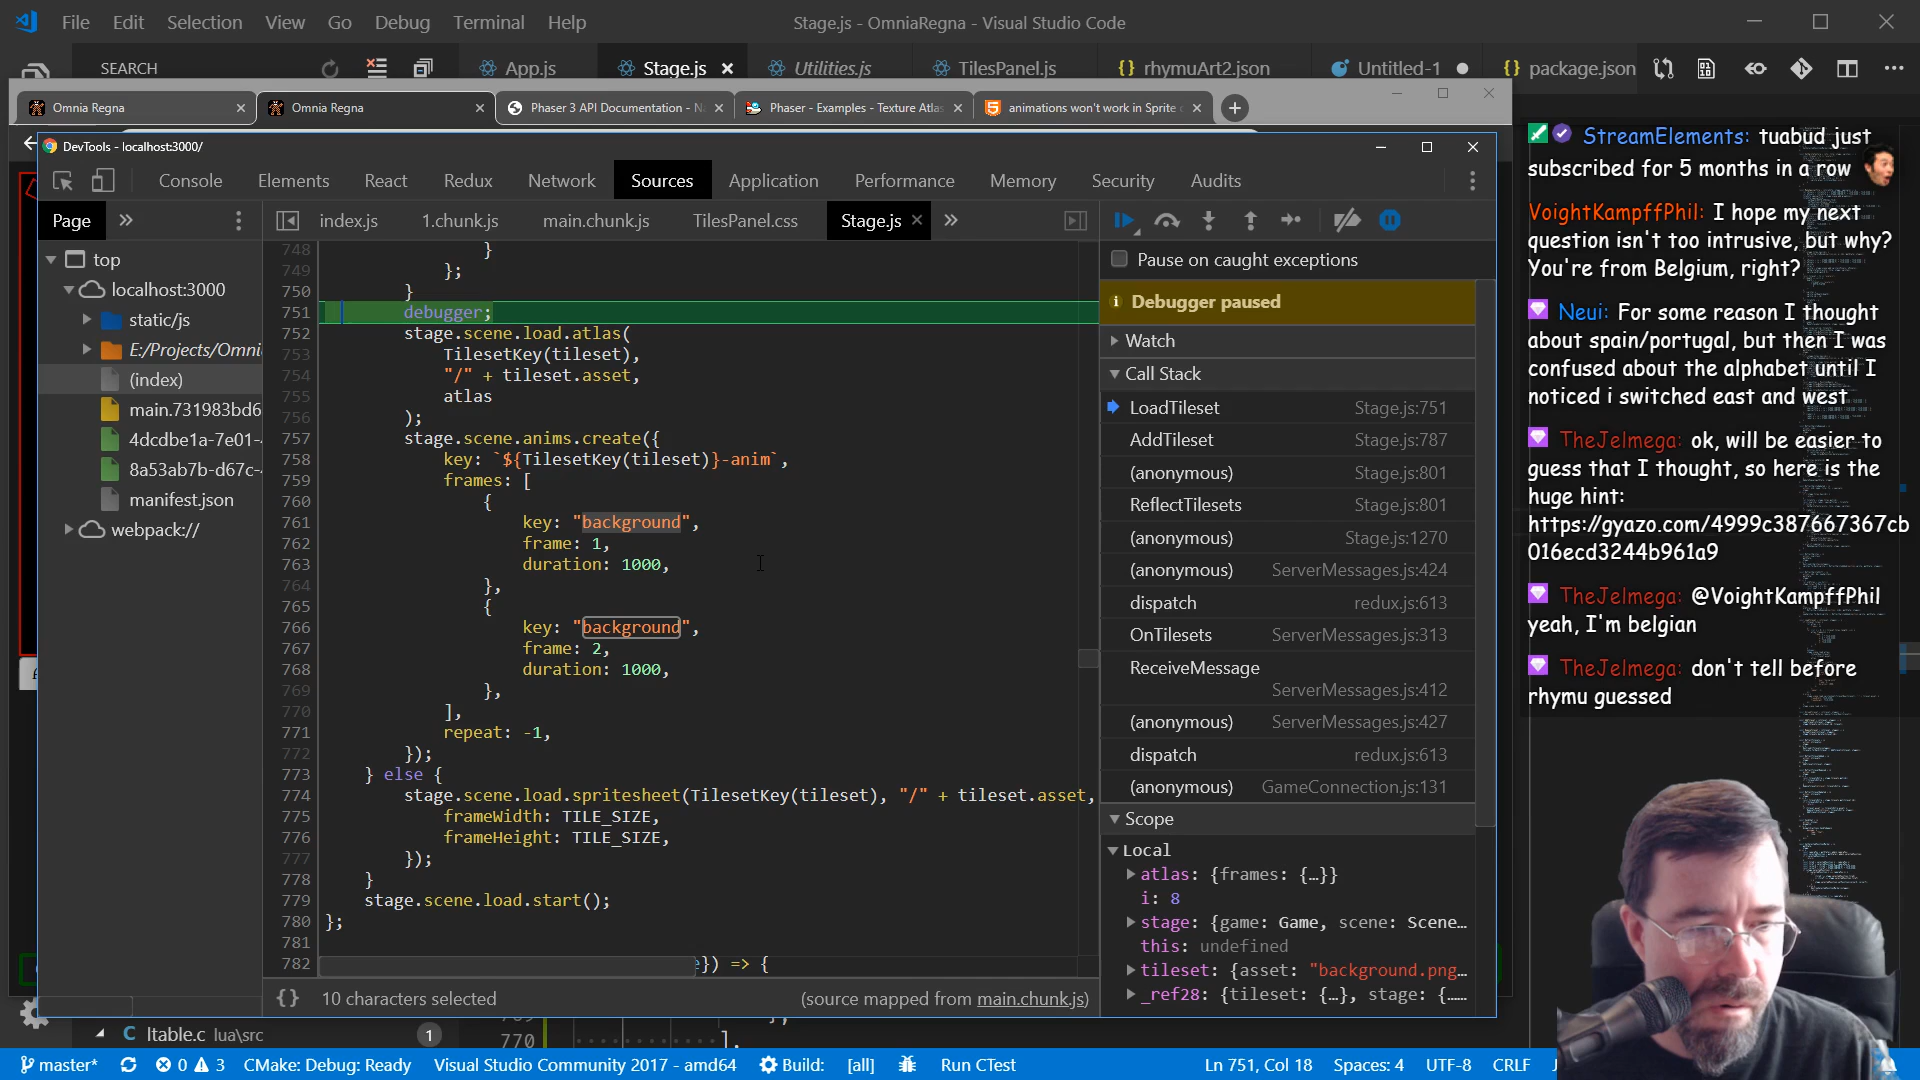 File Edit Selection View Go Debug Terminal Help
Stage.js - OmniaRegna - Visual Studio Code
SEARCH
App.js
Stage.js
Utilities.js
TilesPanel.js
{} rhymuArt2.json
Untitled-1
{} package.json
Omnia Regna
Omnia Regna
Phaser 3 API Documentation -
Phaser - Examples - Texture Atlas
animations won't work in Sprite
DevTools - localhost:3000/
Console Elements React Redux Network Sources Application Performance Memory Security Audits
Page
index.js 1.chunk.js main.chunk.js TilesPanel.css Stage.js
top
localhost:3000
static/js
E:/Projects/Omni
(index)
main.731983bd6
4dcdbe1a-7e01-
8a53ab7b-d67c-
manifest.json
webpack://
748 }
749 };
750 }
751 debugger;
752 stage.scene.load.atlas(
753 TilesetKey(tileset),
754 "/" + tileset.asset,
755 atlas
756 );
757 stage.scene.anims.create({
758 key: `${TilesetKey(tileset)}-anim`,
759 frames: [
760 {
761 key: "background",
762 frame: 1,
763 duration: 1000,
764 },
765 {
766 key: "background",
767 frame: 2,
768 duration: 1000,
769 },
770 ],
771 repeat: -1,
772 });
773 } else {
774 stage.scene.load.spritesheet(TilesetKey(tileset), "/" + tileset.asset,
775 frameWidth: TILE_SIZE,
776 frameHeight: TILE_SIZE,
777 });
778 }
779 stage.scene.load.start();
780 };
781
782 }) => {
{} 10 characters selected
(source mapped from main.chunk.js)
Pause on caught exceptions
Debugger paused
Watch
Call Stack
LoadTileset Stage.js:751
AddTileset Stage.js:787
(anonymous) Stage.js:801
ReflectTilesets Stage.js:801
(anonymous) Stage.js:1270
(anonymous) ServerMessages.js:424
dispatch redux.js:613
OnTilesets ServerMessages.js:313
ReceiveMessage
ServerMessages.js:412
(anonymous) ServerMessages.js:427
dispatch redux.js:613
(anonymous) GameConnection.js:131
Scope
Local
atlas: {frames: {…}}
i: 8
stage: {game: Game, scene: Scene…
this: undefined
tileset: {asset: "background.png…
_ref28: {tileset: {…}, stage: {……
StreamElements: tuabud just
subscribed for 5 months in a row
VoightKampffPhil: I hope my next
question isn't too intrusive, but why?
You're from Belgium, right?
Neui: For some reason I thought
about spain/portugal, but then I was
confused about the alphabet until I
noticed i switched east and west
TheJelmega: ok, will be easier to
guess that I thought, so here is the
huge hint:
https://gyazo.com/4999c387667367cb
016ecd3244b961a9
TheJelmega: @VoightKampffPhil
yeah, I'm belgian
TheJelmega: don't tell before
rhymu guessed
C ltable.c lua\src 1
770 ],
master* 0 3 CMake: Debug: Ready Visual Studio Community 2017 - amd64 Build: [all] Run CTest
Ln 751, Col 18 Spaces: 4 UTF-8 CRLF